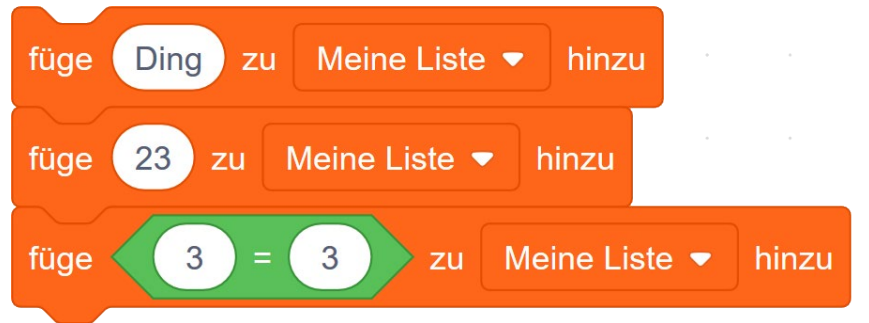 füge Ding zu Meine Liste hinzu
füge 23 zu Meine Liste hinzu
füge 3 = 3 zu Meine Liste hinzu